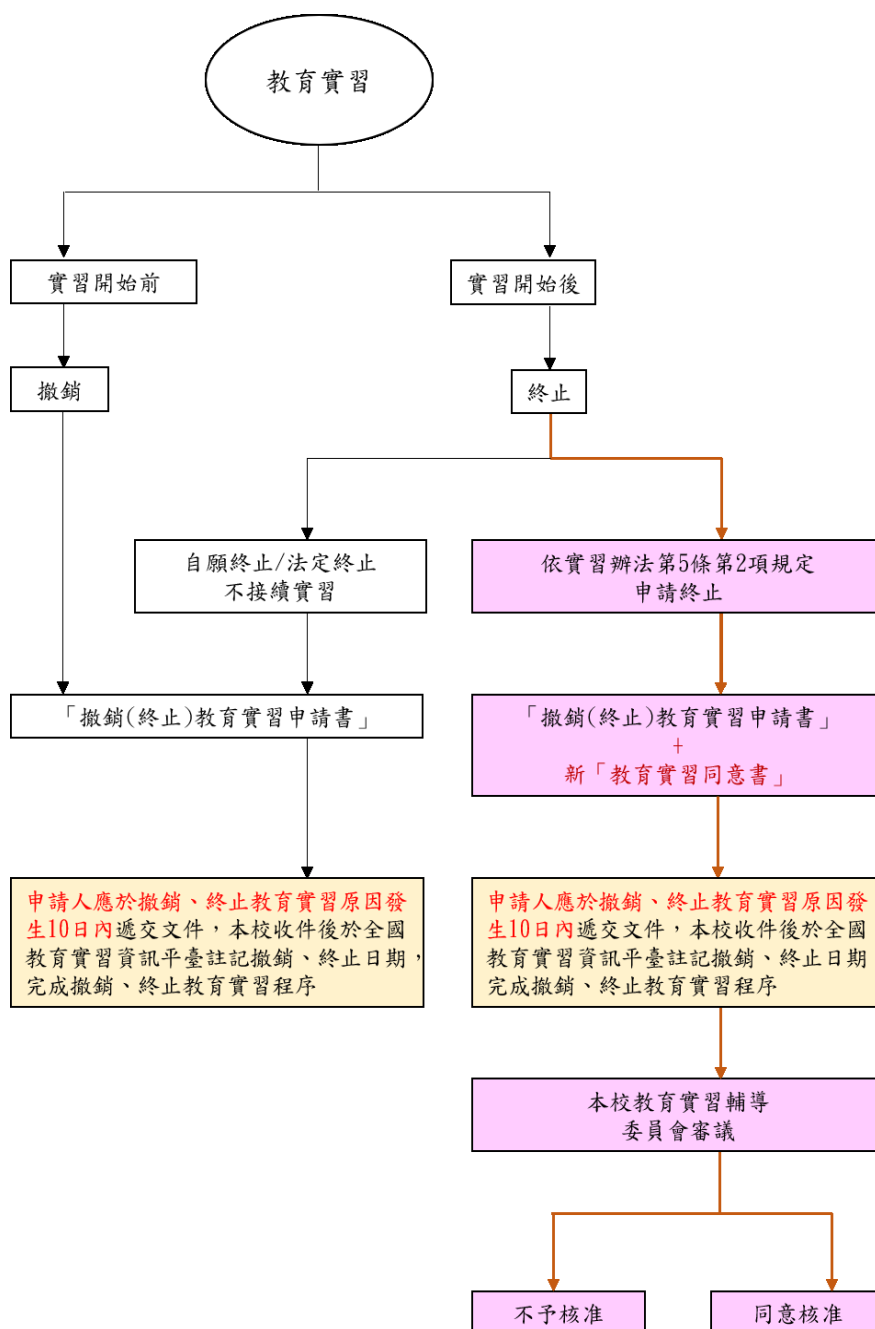 教育實習
實習開始前
實習開始後
撤銷
終止
自願終止/法定終止
不接續實習
依實習辦法第5條第2項規定
申請終止
「撤銷(終止)教育實習申請書」
「撤銷(終止)教育實習申請書」
+
新「教育實習同意書」
申請人應於撤銷、終止教育實習原因發
生10日內遞交文件，本校收件後於全國
教育實習資訊平臺註記撤銷、終止日期，
完成撤銷、終止教育實習程序
申請人應於撤銷、終止教育實習原因發
生10日內遞交文件，本校收件後於全國
教育實習資訊平臺註記撤銷、終止日期
完成撤銷、終止教育實習程序
本校教育實習輔導
委員會審議
不予核准
同意核准